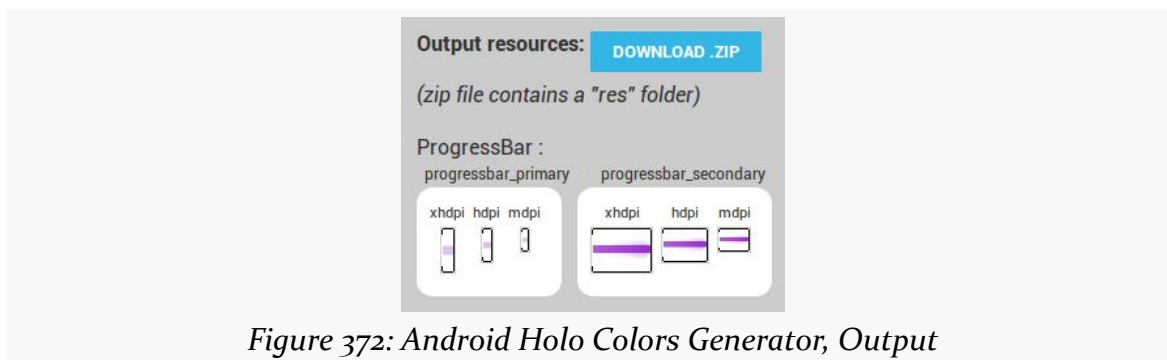 Output resources: DOWNLOAD .ZIP
(zip file contains a "res" folder)
ProgressBar :
progressbar_primary progressbar_secondary
xhdpi hdpi mdpi xhdpi hdpi mdpi
Figure 372: Android Holo Colors Generator, Output